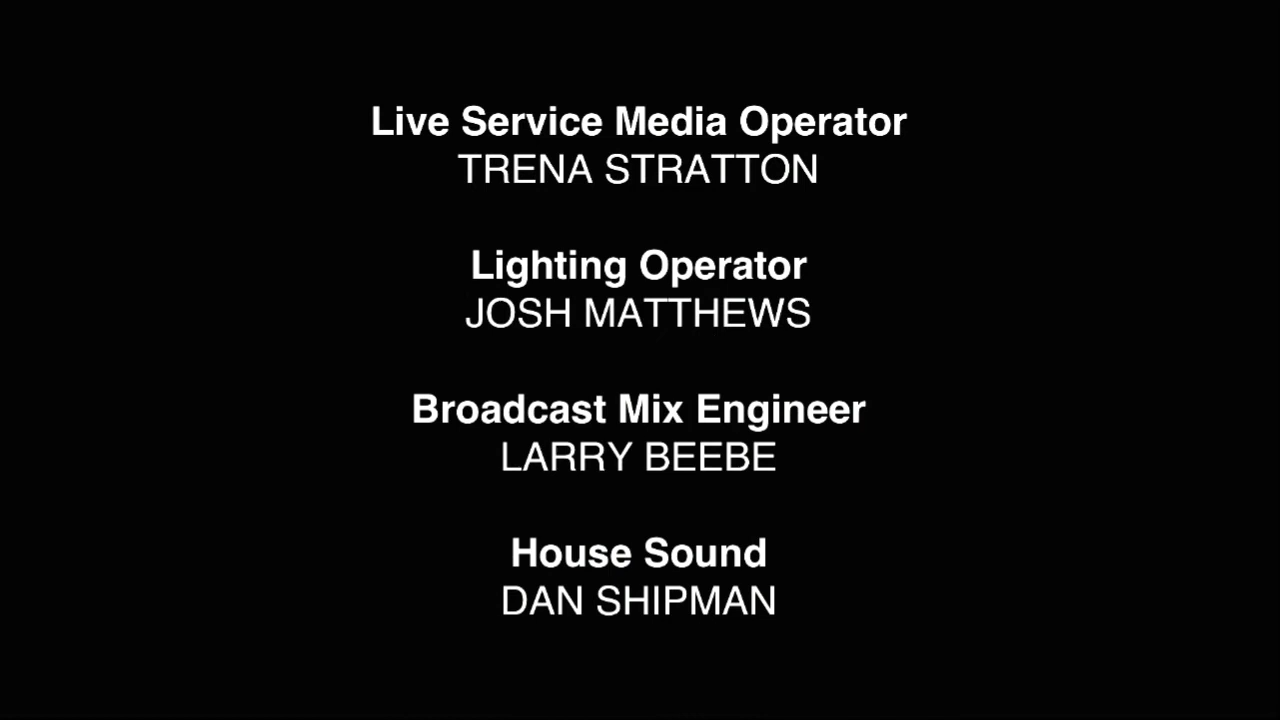 Live Service Media Operator
TRENA STRATTON
Lighting Operator
JOSH MATTHEWS
Broadcast Mix Engineer
LARRY BEEBE
House Sound
DAN SHIPMAN